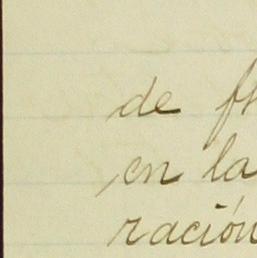 de
en la
ración